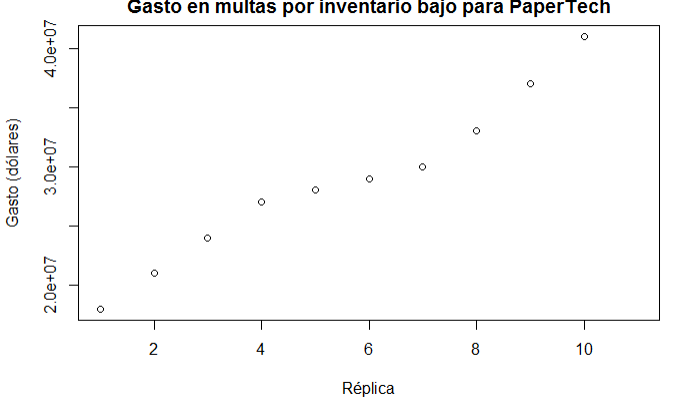 Gasto en multas por inventario bajo para PaperTech
4.0e+07
3.0e+07
2.0e+07
Gasto (dólares)
2 4 6 8 10
Réplica